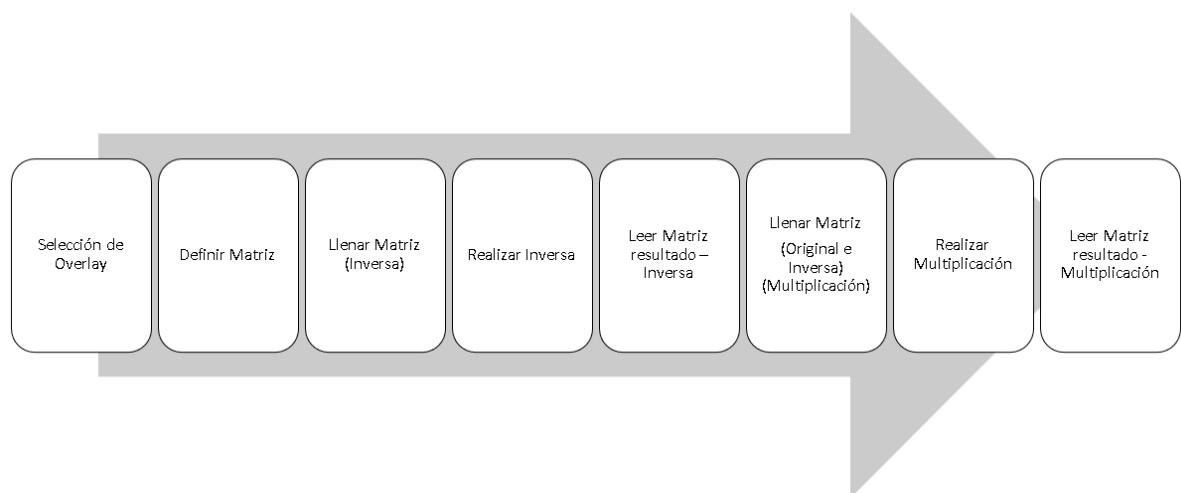 Selección de
Overlay
Definir Matriz
Llenar Matriz
(Inversa)
Realizar Inversa
Leer Matriz
resultado –
Inversa
Llenar Matriz
(Original e
Inversa)
(Multiplicación)
Realizar
Multiplicación
Leer Matriz
resultado -
Multiplicación